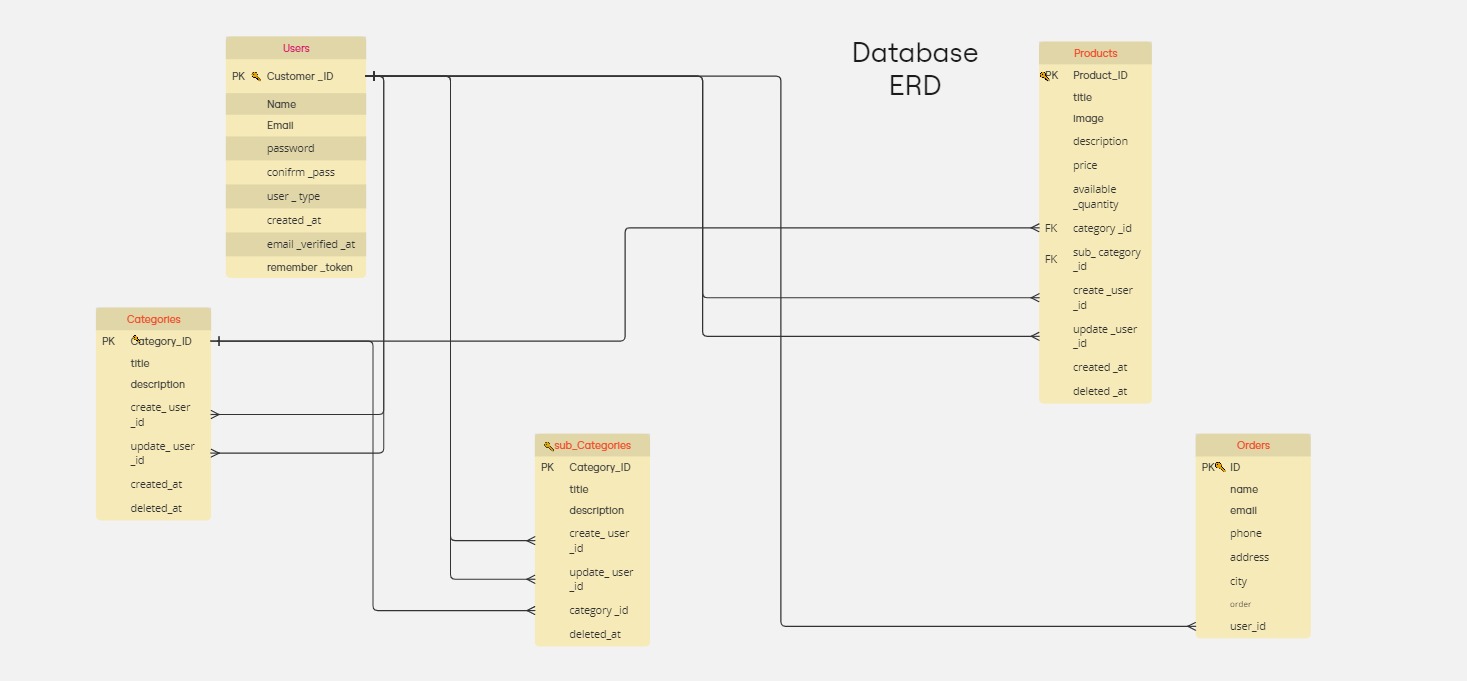 Database
ERD
Users
PK Customer _ID
Name
Email
password
conifrm _pass
user _ type
created _at
email _verified _at
remember _token
Products
PK Product_ID
title
image
description
price
available
_quantity
FK category _id
FK sub_ category
_id
create _user
_id
update _user
_id
created _at
deleted _at
Categories
PK Category_ID
title
description
create_ user
_id
update_ user
_id
created_at
deleted_at
sub_Categories
PK Category_ID
title
description
create_ user
_id
update_ user
_id
category _id
deleted_at
Orders
PK ID
name
email
phone
address
city
order
user_id